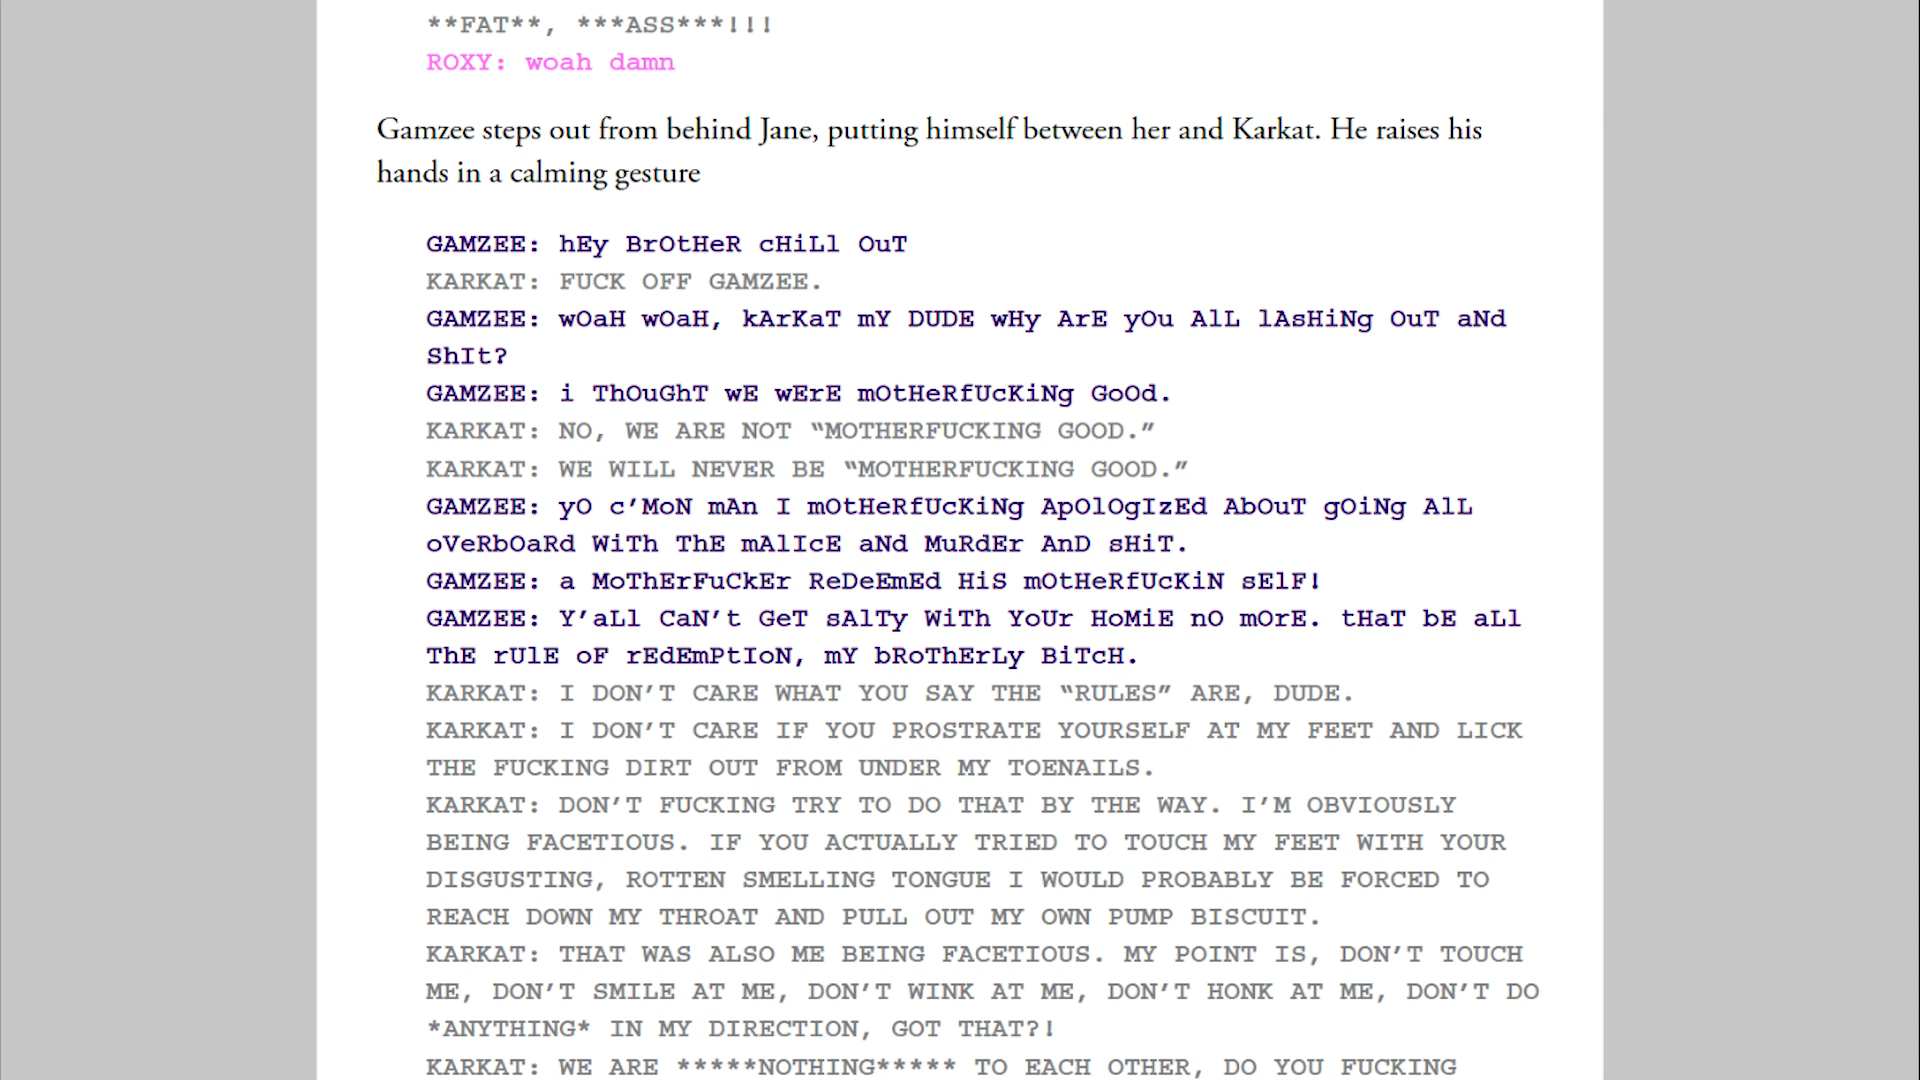 **FAT**, ***ASS***!!!
ROXY: woah damn
Gamzee steps out from behind Jane, putting himself between her and Karkat. He raises his
hands in a calming gesture
GAMZEE: hEy BrOtHeR cHiLl OuT
KARKAT: FUCK OFF GAMZEE.
GAMZEE: wOaH wOaH, kArKaT mY DUDE wHy ArE yOu AlL lAsHiNg OuT aNd
ShIt?
GAMZEE: i ThOuGhT wE wErE mOtHeRfUcKiNg GoOd.
KARKAT: NO, WE ARE NOT “MOTHERFUCKING GOOD.”
KARKAT: WE WILL NEVER BE “MOTHERFUCKING GOOD.”
GAMZEE: yO c’MoN mAn I mOtHeRfUcKiNg ApOlOgIzEd AbOuT gOiNg AlL
oVeRbOaRd WiTh ThE mAlIcE aNd MuRdEr AnD sHiT.
GAMZEE: a MoThErFuCkEr ReDeEmEd HiS mOtHeRfUcKiN sElF!
GAMZEE: Y’aLl CaN’t GeT sAlTy WiTh YoUr HoMiE nO mOrE. tHaT bE aLl
ThE rUlE oF rEdEmPtIoN, mY bRoThErLy BiTcH.
KARKAT: I DON’T CARE WHAT YOU SAY THE “RULES” ARE, DUDE.
KARKAT: I DON’T CARE IF YOU PROSTRATE YOURSELF AT MY FEET AND LICK
THE FUCKING DIRT OUT FROM UNDER MY TOENAILS.
KARKAT: DON’T FUCKING TRY TO DO THAT BY THE WAY. I’M OBVIOUSLY
BEING FACETIOUS. IF YOU ACTUALLY TRIED TO TOUCH MY FEET WITH YOUR
DISGUSTING, ROTTEN SMELLING TONGUE I WOULD PROBABLY BE FORCED TO
REACH DOWN MY THROAT AND PULL OUT MY OWN PUMP BISCUIT.
KARKAT: THAT WAS ALSO ME BEING FACETIOUS. MY POINT IS, DON’T TOUCH
ME, DON’T SMILE AT ME, DON’T WINK AT ME, DON’T HONK AT ME, DON’T DO
*ANYTHING* IN MY DIRECTION, GOT THAT?!
KARKAT: WE ARE *****NOTHING***** TO EACH OTHER, DO YOU FUCKING